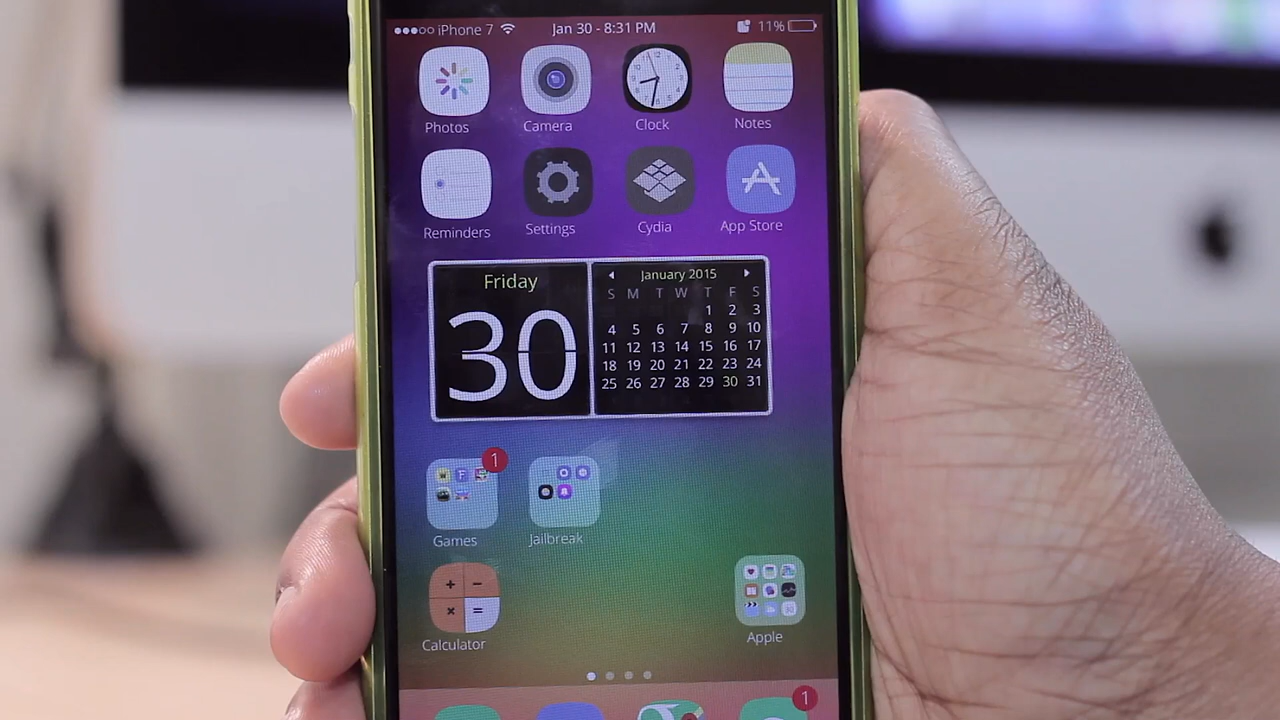 iPhone 7 Jan 30 - 8:31 PM 11%
Photos Camera Clock Notes
Reminders Settings Cydia App Store
Friday
30
January 2015
S M T W T F S
1 2 3
4 5 6 7 8 9 10
11 12 13 14 15 16 17
18 19 20 21 22 23 24
25 26 27 28 29 30 31
1
Games Jailbreak
+ −
× =
Calculator Apple
1